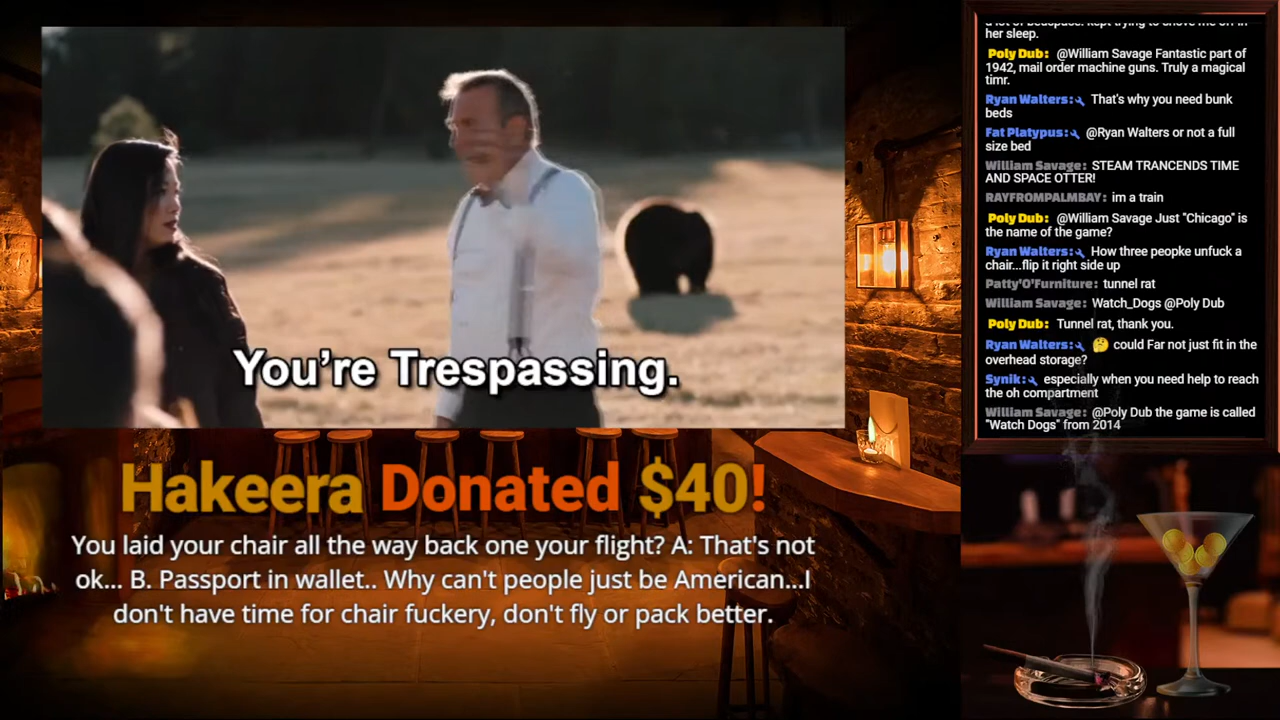 You're Trespassing.
Hakeera Donated $40!
You laid your chair all the way back one your flight? A: That's not
ok... B. Passport in wallet.. Why can't people just be American...I
don't have time for chair fuckery, don't fly or pack better.
her sleep.
Poly Dub: @William Savage Fantastic part of
1942, mail order machine guns. Truly a magical
timr.
Ryan Walters: That's why you need bunk
beds
Fat Platypus: @Ryan Walters or not a full
size bed
William Savage: STEAM TRANCENDS TIME
AND SPACE OTTER!
RAYFROMPALMBAY: im a train
Poly Dub: @William Savage Just "Chicago" is
the name of the game?
Ryan Walters: How three peopke unfuck a
chair...flip it right side up
Patty'O'Furniture: tunnel rat
William Savage: Watch_Dogs @Poly Dub
Poly Dub: Tunnel rat, thank you.
Ryan Walters: 🤔 could Far not just fit in the
overhead storage?
Synik: especially when you need help to reach
the oh compartment
William Savage: @Poly Dub the game is called
"Watch Dogs" from 2014